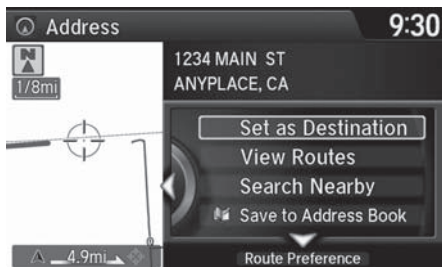 Address
9:30
N
1/8mi
1234 MAIN ST
ANYPLACE, CA
Set as Destination
View Routes
Search Nearby
Save to Address Book
4.9mi
Route Preference